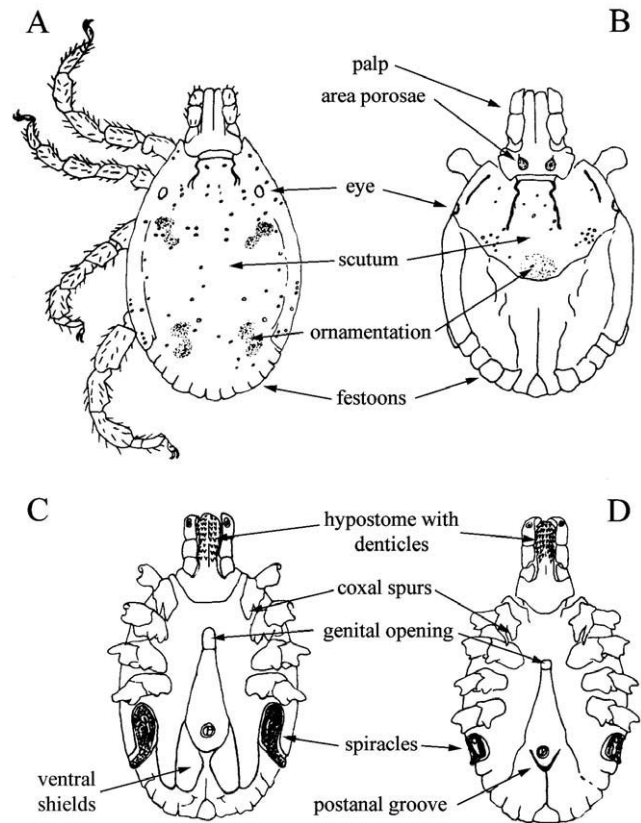 A
B
palp
area porosae
eye
scutum
ornamentation
festoons
C
D
hypostome with
denticles
coxal spurs
genital opening
spiracles
ventral
shields
postanal groove